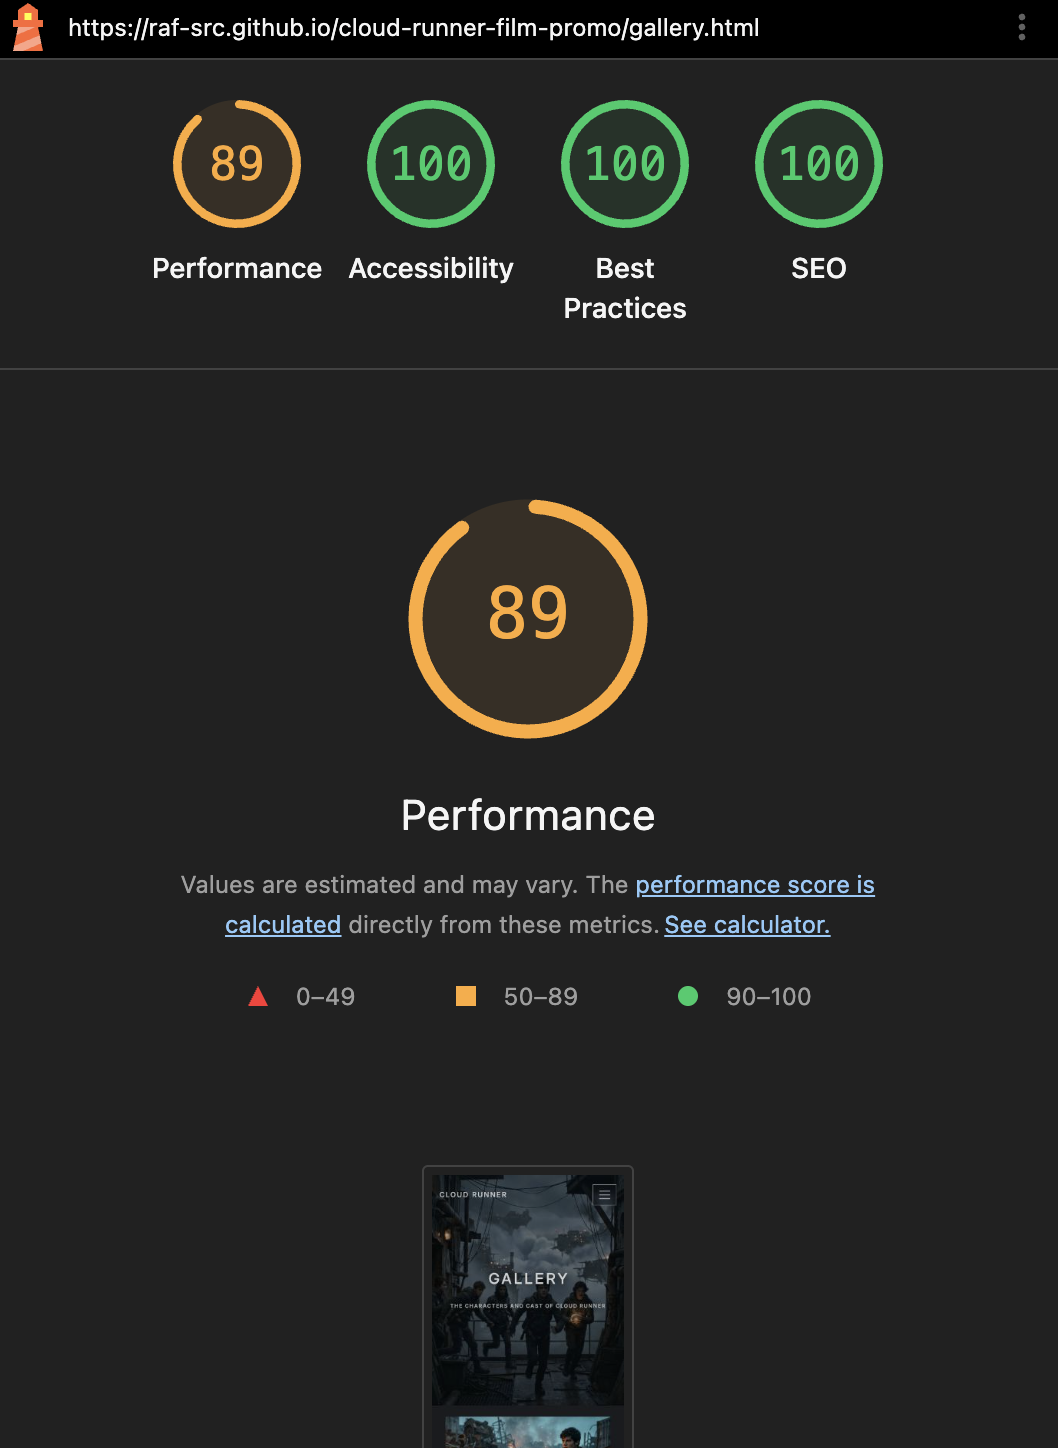 https://raf-src.github.io/cloud-runner-film-promo/gallery.html
89
100
100
100
Performance
Accessibility
Best
Practices
SEO
89
Performance
Values are estimated and may vary. The performance score is
calculated directly from these metrics. See calculator.
0–49
50–89
90–100
CLOUD RUNNER
GALLERY
THE CHARACTERS AND CAST OF CLOUD RUNNER